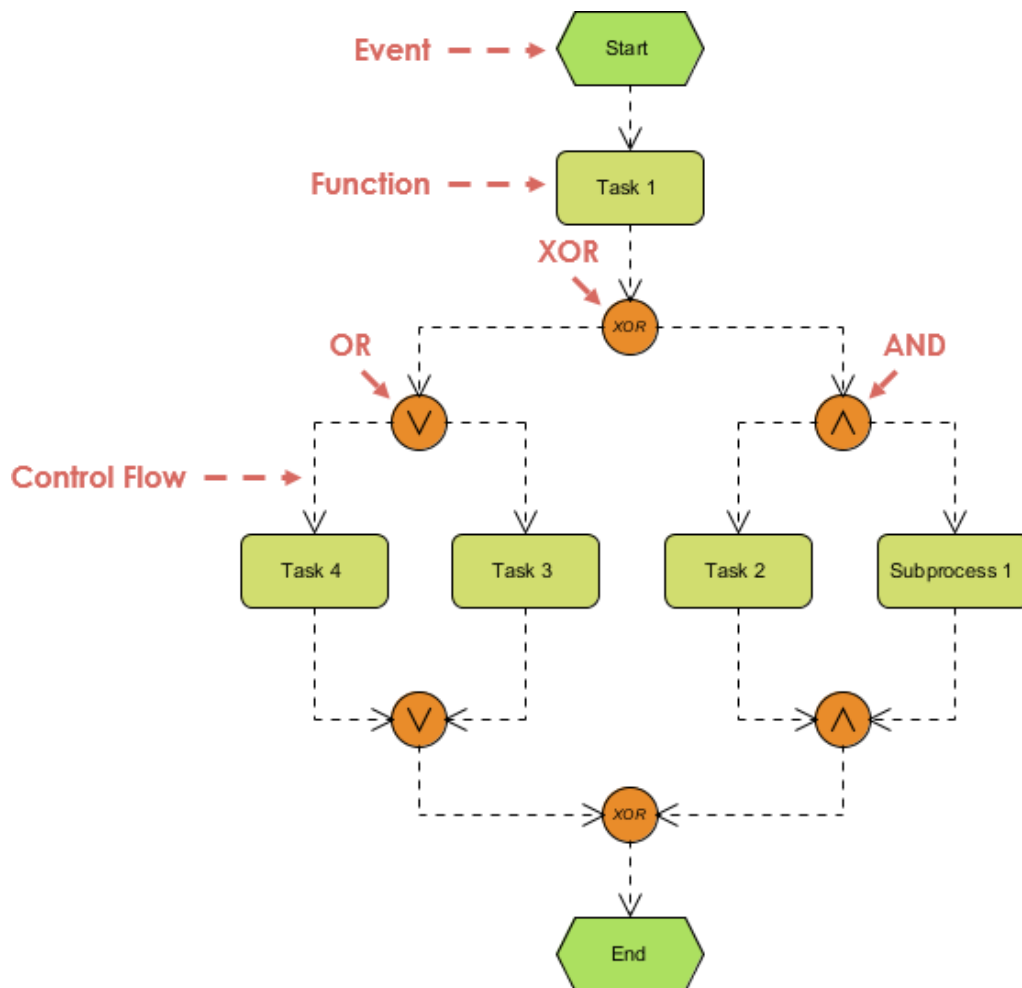 Event
Start
Function
Task 1
XOR
XOR
OR
AND
V
Λ
Control Flow
Task 4
Task 3
Task 2
Subprocess 1
V
Λ
XOR
End